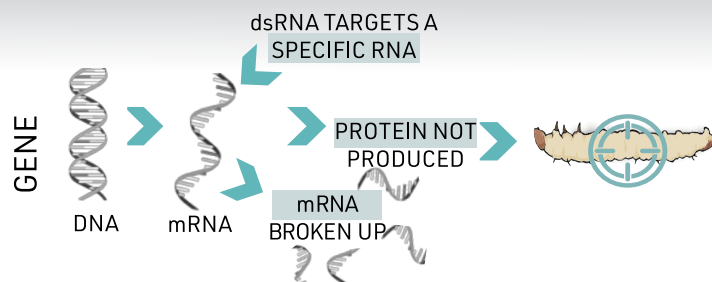 dsRNA TARGETS A
SPECIFIC RNA
GENE
DNA
mRNA
PROTEIN NOT
PRODUCED
mRNA
BROKEN UP